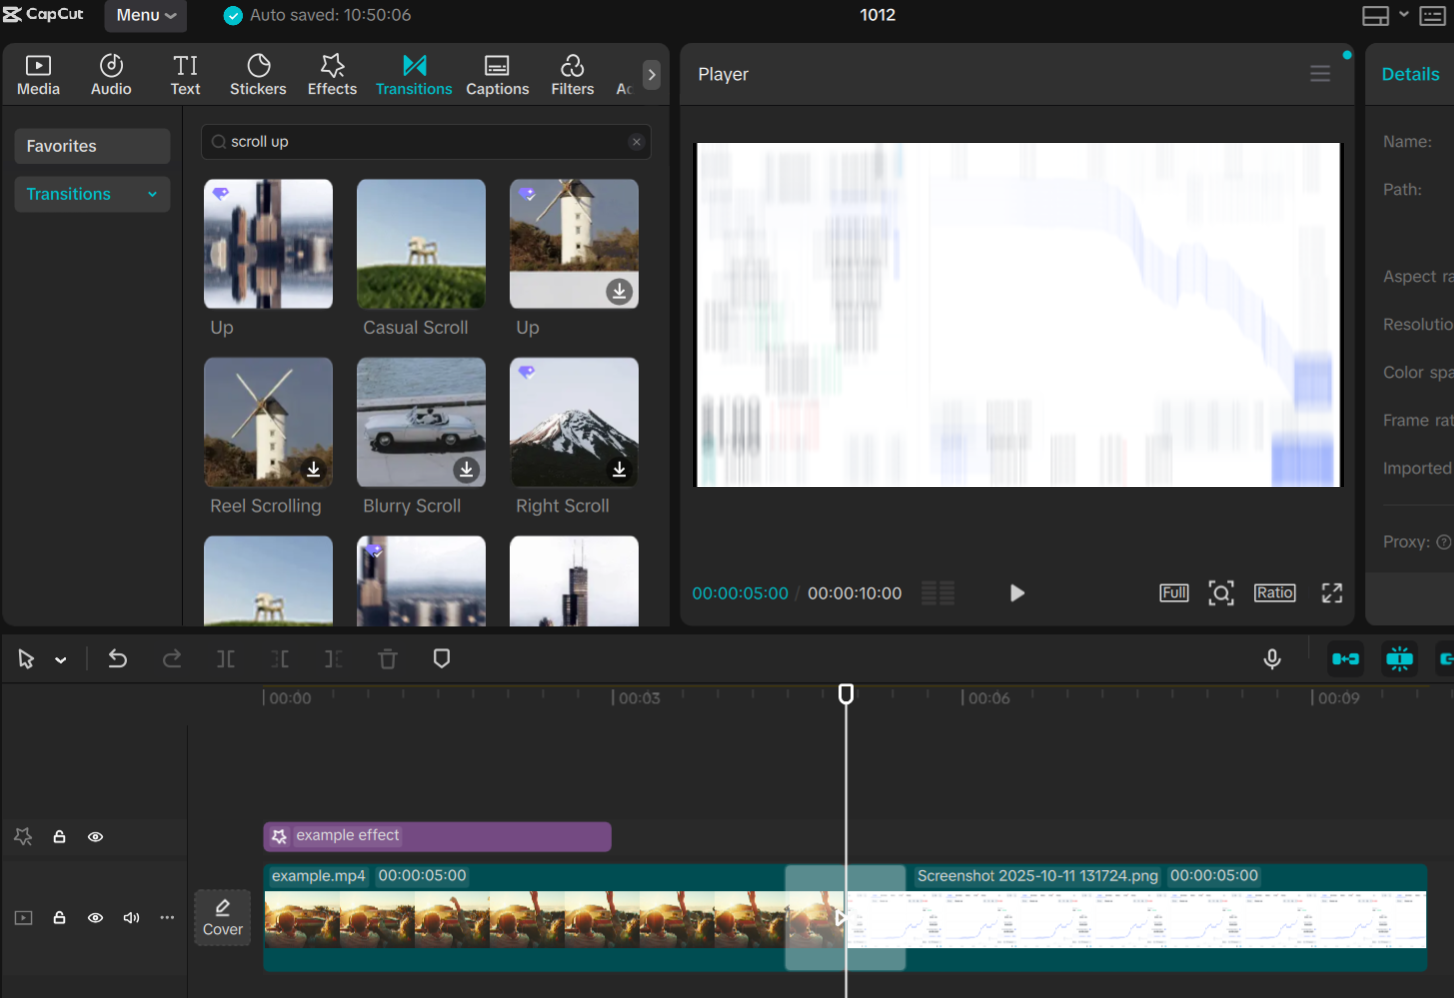 CapCut
Menu
Auto saved: 10:50:06
1012
Media
Audio
Text
Stickers
Effects
Transitions
Captions
Filters
Player
Details
Favorites
Transitions
scroll up
Up
Casual Scroll
Up
Reel Scrolling
Blurry Scroll
Right Scroll
Name:
Path:
Aspect ra
Resolutio
Color spa
Frame rat
Imported
Proxy:
00:00:05:00 / 00:00:10:00
Full
Ratio
00:00
00:03
00:06
00:09
example effect
example.mp4 00:00:05:00
Screenshot 2025-10-11 131724.png 00:00:05:00
Cover